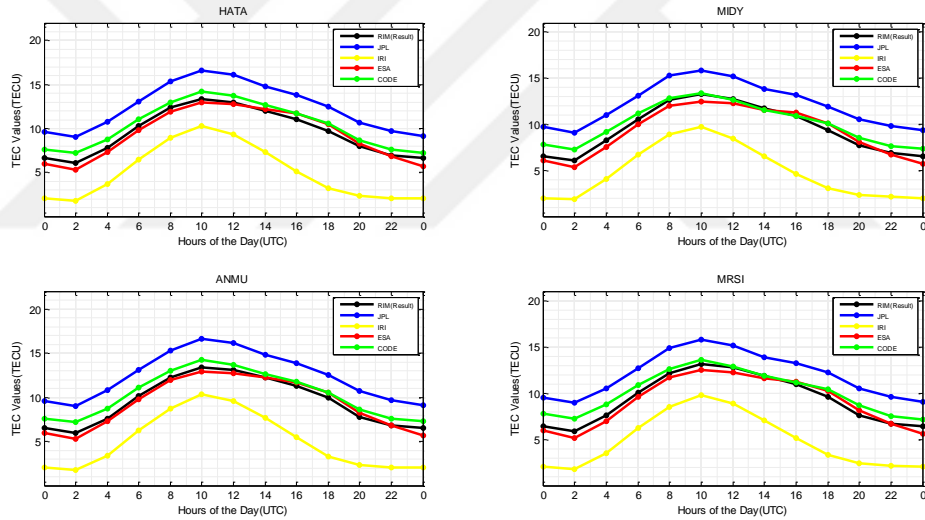 HATA
TEC Values(TECU)
20
15
10
5
RIM(Result)
JPL
IRI
ESA
CODE
0 2 4 6 8 10 12 14 16 18 20 22 0
Hours of the Day(UTC)
MIDY
TEC Values(TECU)
20
15
10
5
RIM(Result)
JPL
IRI
ESA
CODE
0 2 4 6 8 10 12 14 16 18 20 22 0
Hours of the Day(UTC)
ANMU
TEC Values(TECU)
20
15
10
5
RIM(Result)
JPL
IRI
ESA
CODE
0 2 4 6 8 10 12 14 16 18 20 22 0
Hours of the Day(UTC)
MRSI
TEC Values(TECU)
20
15
10
5
RIM(Result)
JPL
IRI
ESA
CODE
0 2 4 6 8 10 12 14 16 18 20 22 0
Hours of the Day(UTC)